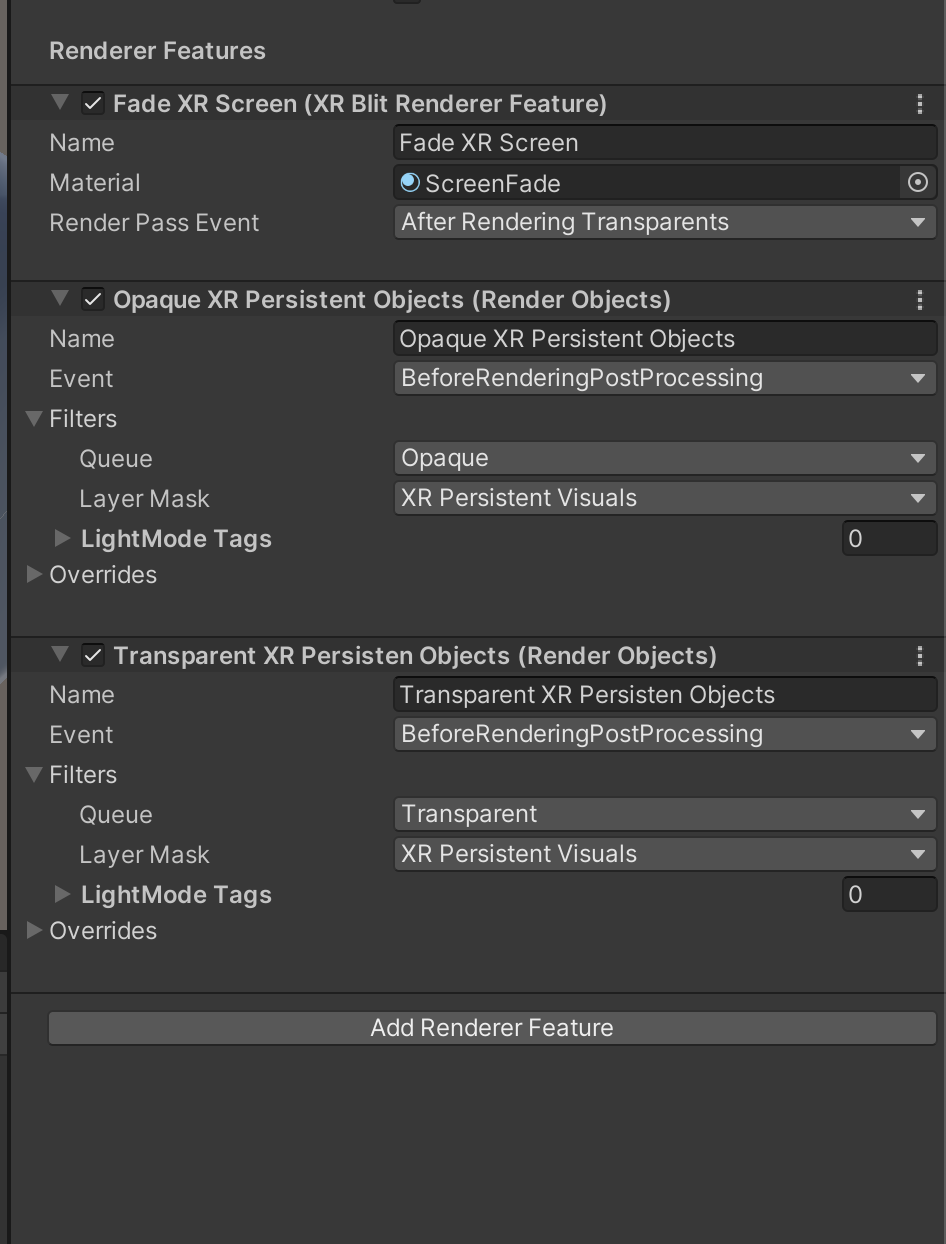 Renderer Features
Fade XR Screen (XR Blit Renderer Feature)
Name Fade XR Screen
Material ScreenFade
Render Pass Event After Rendering Transparents
Opaque XR Persistent Objects (Render Objects)
Name Opaque XR Persistent Objects
Event BeforeRenderingPostProcessing
Filters
Queue Opaque
Layer Mask XR Persistent Visuals
LightMode Tags 0
Overrides
Transparent XR Persisten Objects (Render Objects)
Name Transparent XR Persisten Objects
Event BeforeRenderingPostProcessing
Filters
Queue Transparent
Layer Mask XR Persistent Visuals
LightMode Tags 0
Overrides
Add Renderer Feature